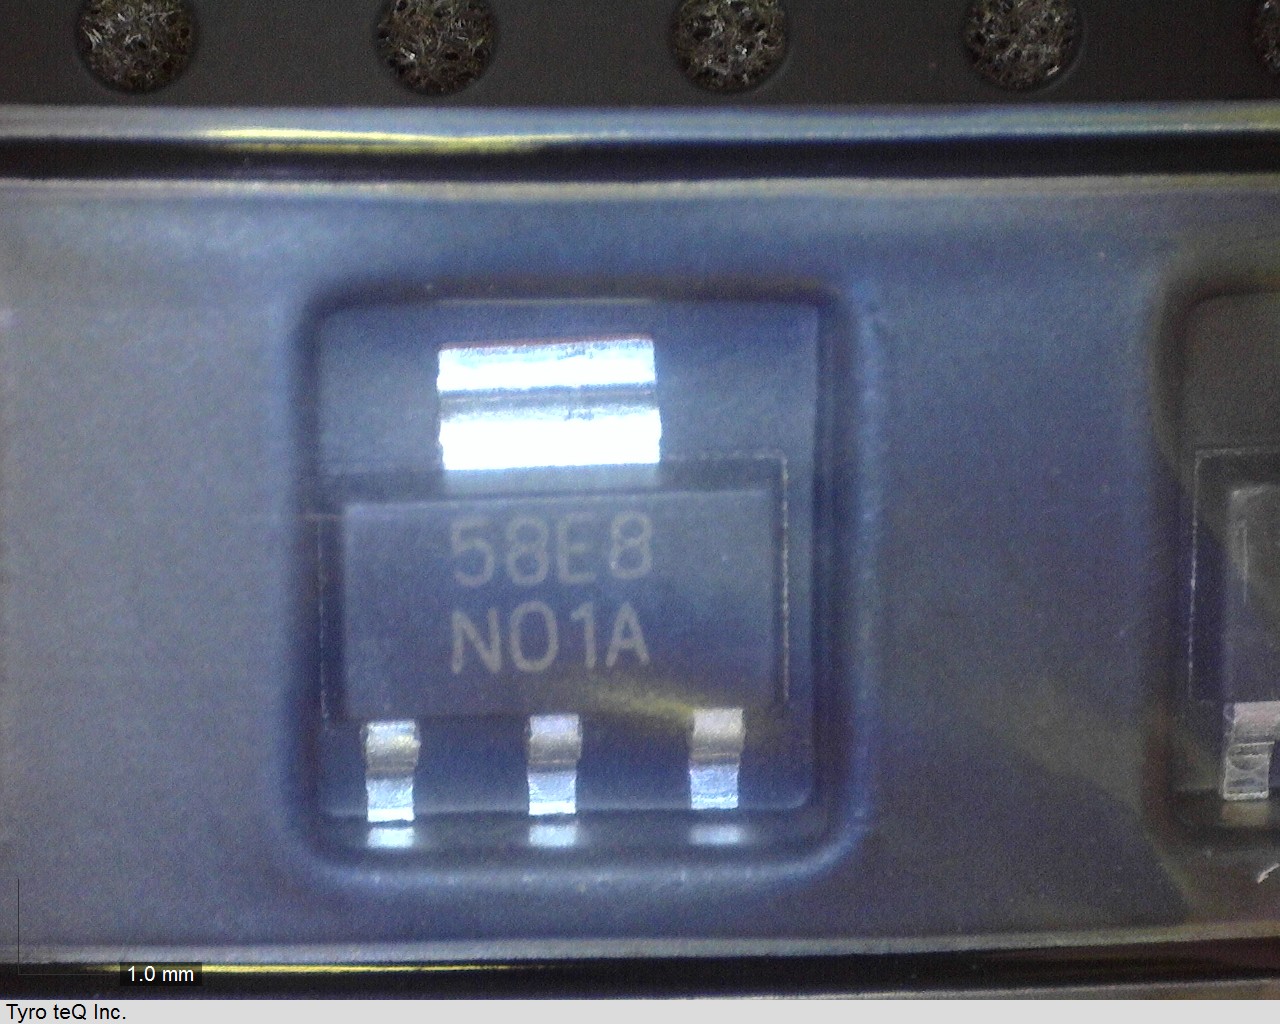 58E8
N01A
1.0 mm
Tyro teQ Inc.